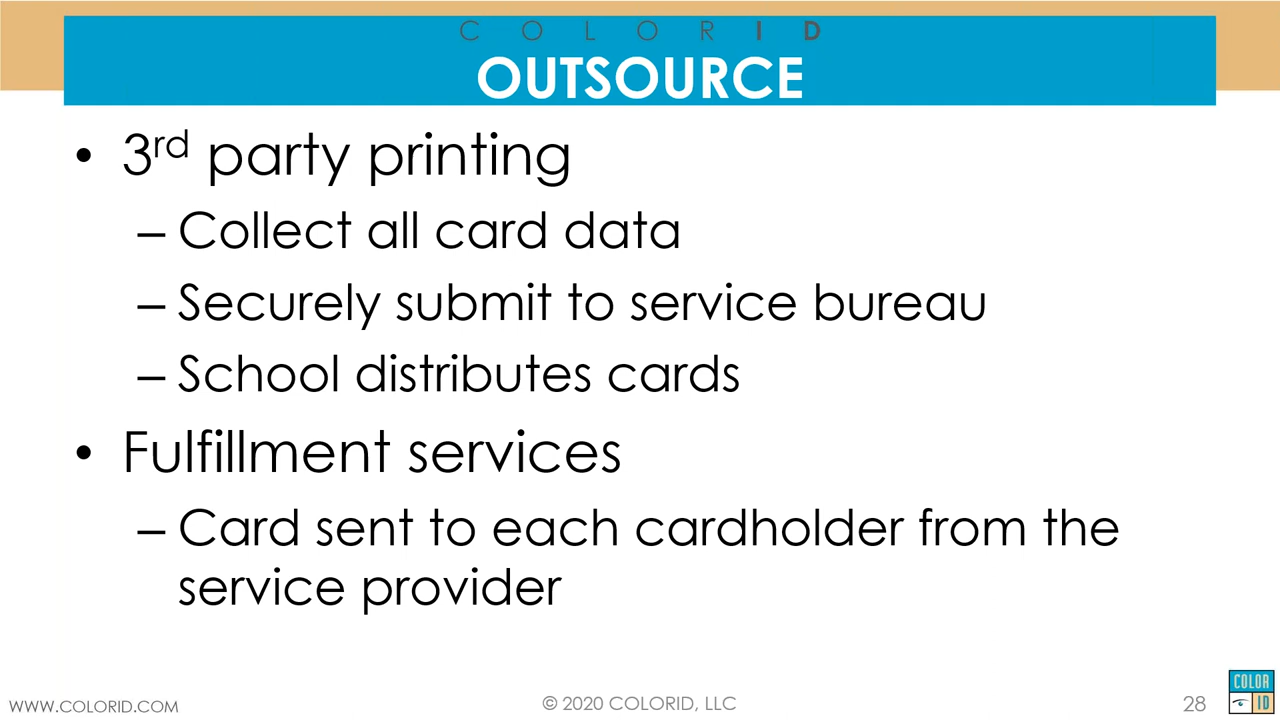 COLORID
OUTSOURCE
• 3rd party printing
– Collect all card data
– Securely submit to service bureau
– School distributes cards
• Fulfillment services
– Card sent to each cardholder from the
service provider
WWW.COLORID.COM
© 2020 COLORID, LLC
28
COLOR
ID